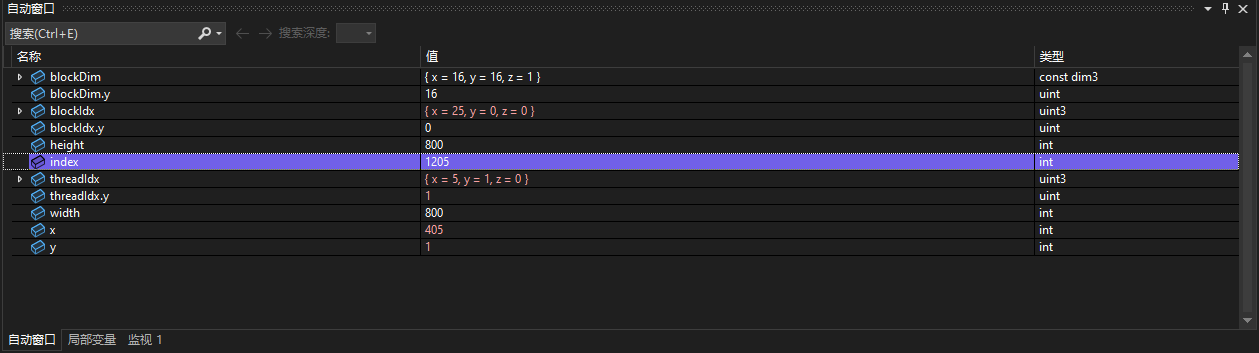 自动窗口
搜索(Ctrl+E) 搜索深度:
名称 值 类型
blockDim { x = 16, y = 16, z = 1 } const dim3
blockDim.y 16 uint
blockIdx { x = 25, y = 0, z = 0 } uint3
blockIdx.y 0 uint
height 800 int
index 1205 int
threadIdx { x = 5, y = 1, z = 0 } uint3
threadIdx.y 1 uint
width 800 int
x 405 int
y 1 int
自动窗口 局部变量 监视 1